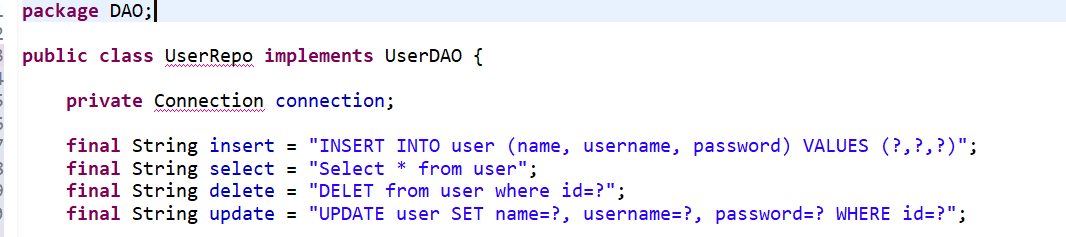 package DAO;
public class UserRepo implements UserDAO {
private Connection connection;
final String insert = "INSERT INTO user (name, username, password) VALUES (?,?,?)";
final String select = "Select * from user";
final String delete = "DELET from user where id=?";
final String update = "UPDATE user SET name=?, username=?, password=? WHERE id=?";